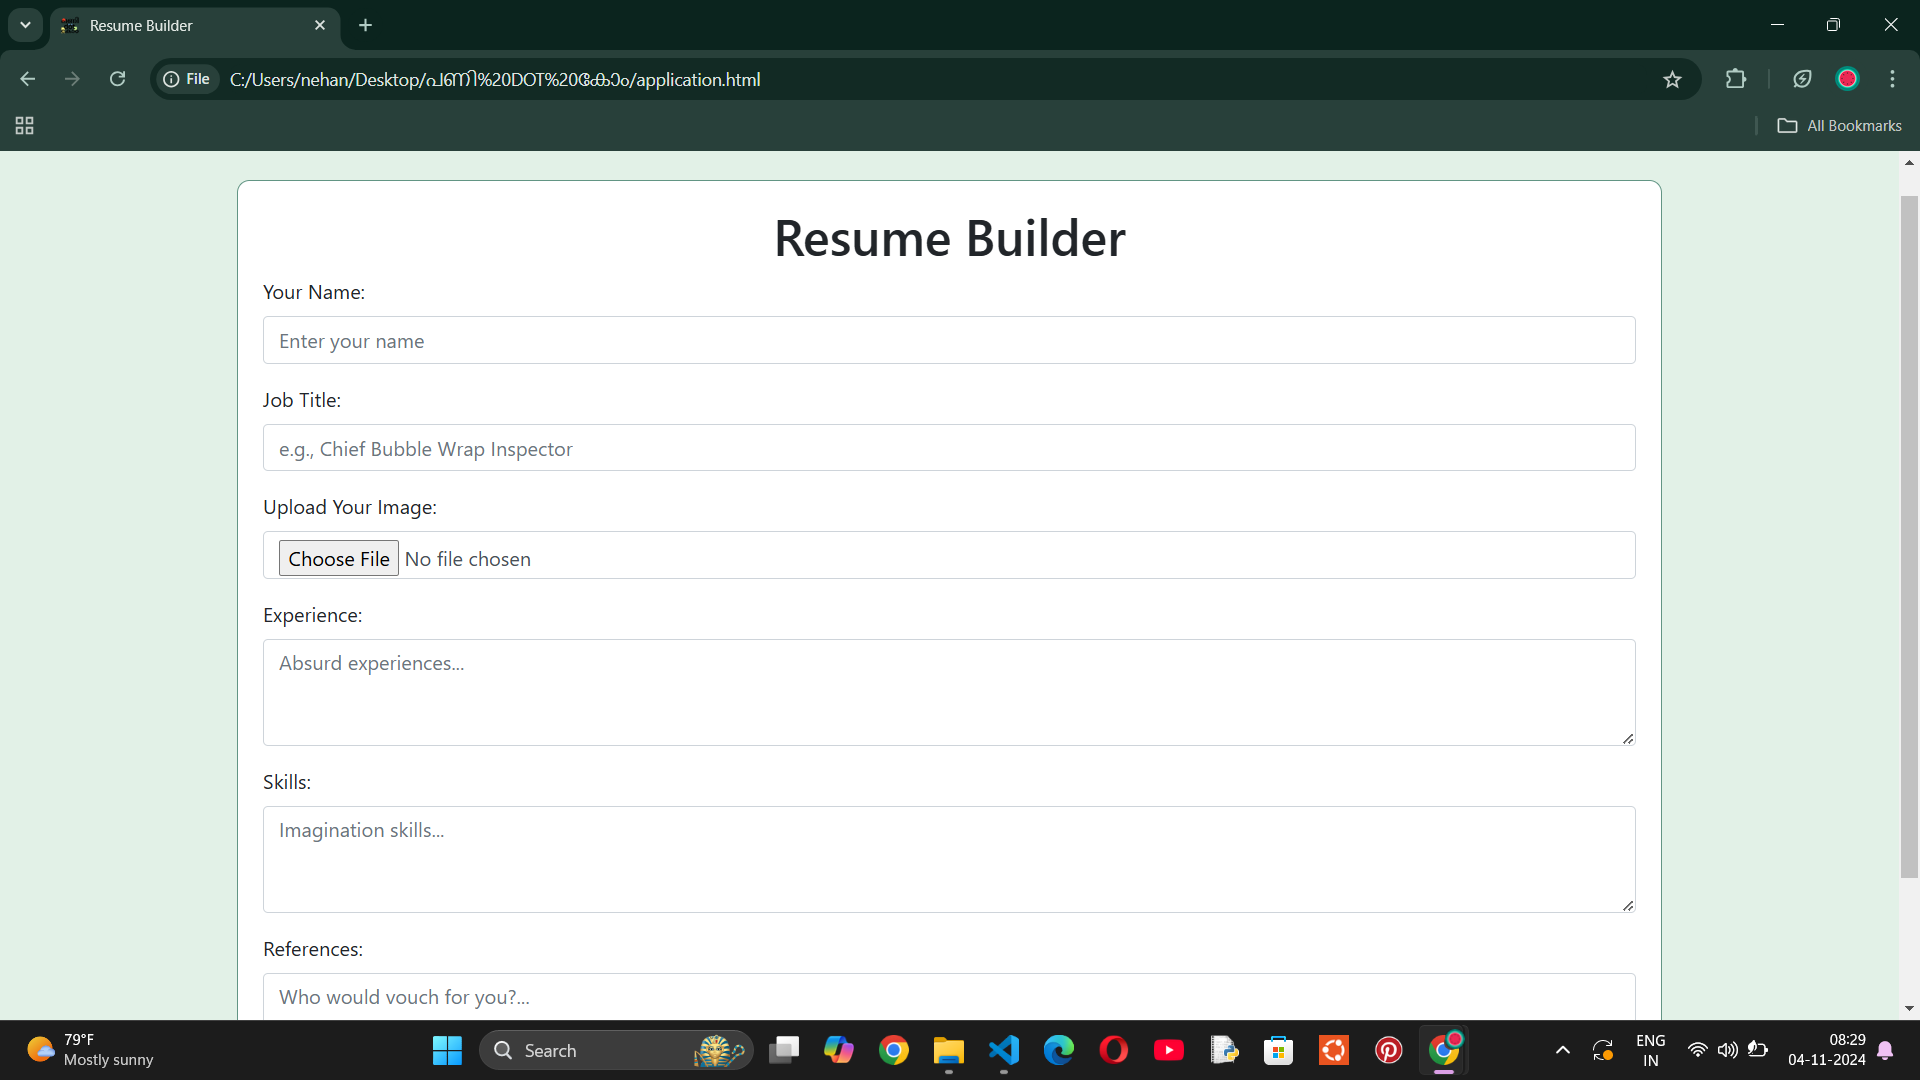 Resume Builder
File
C:/Users/nehan/Desktop/പണി%20DOT%20കോം/application.html
All Bookmarks
Resume Builder
Your Name:
Enter your name
Job Title:
e.g., Chief Bubble Wrap Inspector
Upload Your Image:
Choose File No file chosen
Experience:
Absurd experiences...
Skills:
Imagination skills...
References:
Who would vouch for you?...
79°F
Mostly sunny
Search
ENG
IN
08:29
04-11-2024